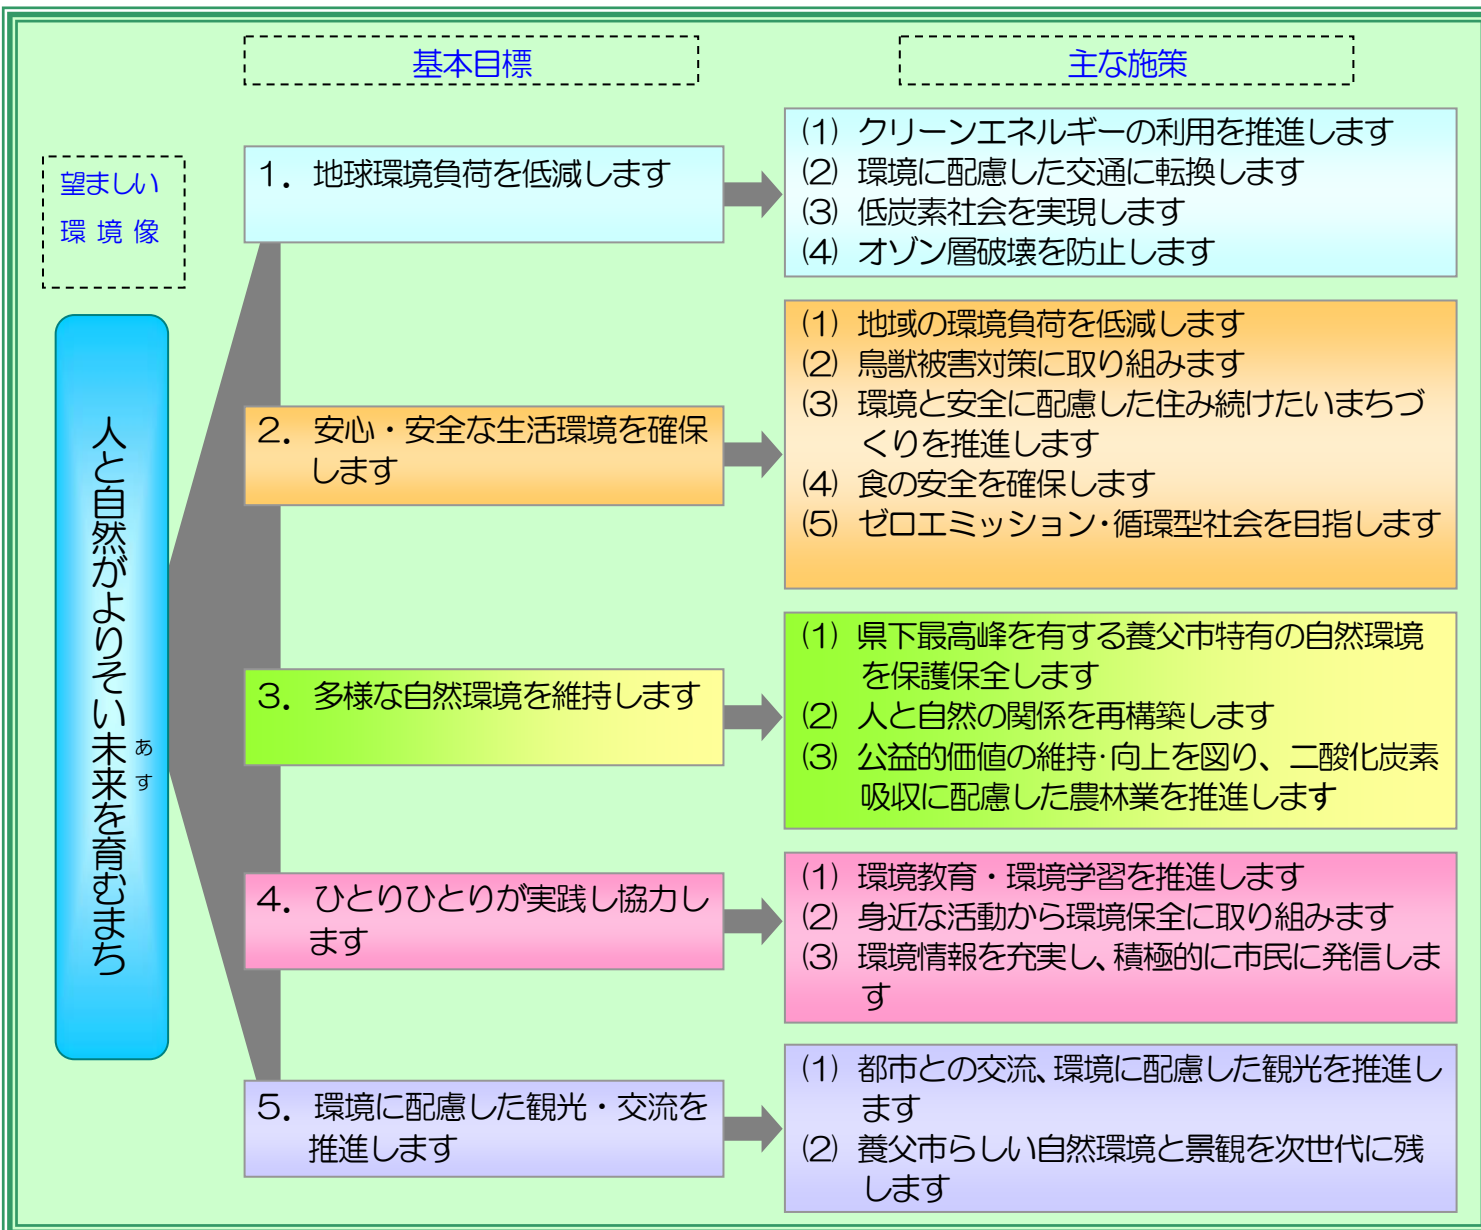 基本目標
主な施策
望ましい
環境像
人と自然がよりそい未来を育むまち
あす
1．地球環境負荷を低減します
(1) クリーンエネルギーの利用を推進します
(2) 環境に配慮した交通に転換します
(3) 低炭素社会を実現します
(4) オゾン層破壊を防止します
2．安心・安全な生活環境を確保
します
(1) 地域の環境負荷を低減します
(2) 鳥獣被害対策に取り組みます
(3) 環境と安全に配慮した住み続けたいまちづ
くりを推進します
(4) 食の安全を確保します
(5) ゼロエミッション・循環型社会を目指します
3．多様な自然環境を維持します
(1) 県下最高峰を有する養父市特有の自然環境
を保護保全します
(2) 人と自然の関係を再構築します
(3) 公益的価値の維持・向上を図り、二酸化炭素
吸収に配慮した農林業を推進します
4．ひとりひとりが実践し協力し
ます
(1) 環境教育・環境学習を推進します
(2) 身近な活動から環境保全に取り組みます
(3) 環境情報を充実し、積極的に市民に発信しま
す
5．環境に配慮した観光・交流を
推進します
(1) 都市との交流、環境に配慮した観光を推進し
ます
(2) 養父市らしい自然環境と景観を次世代に残
します